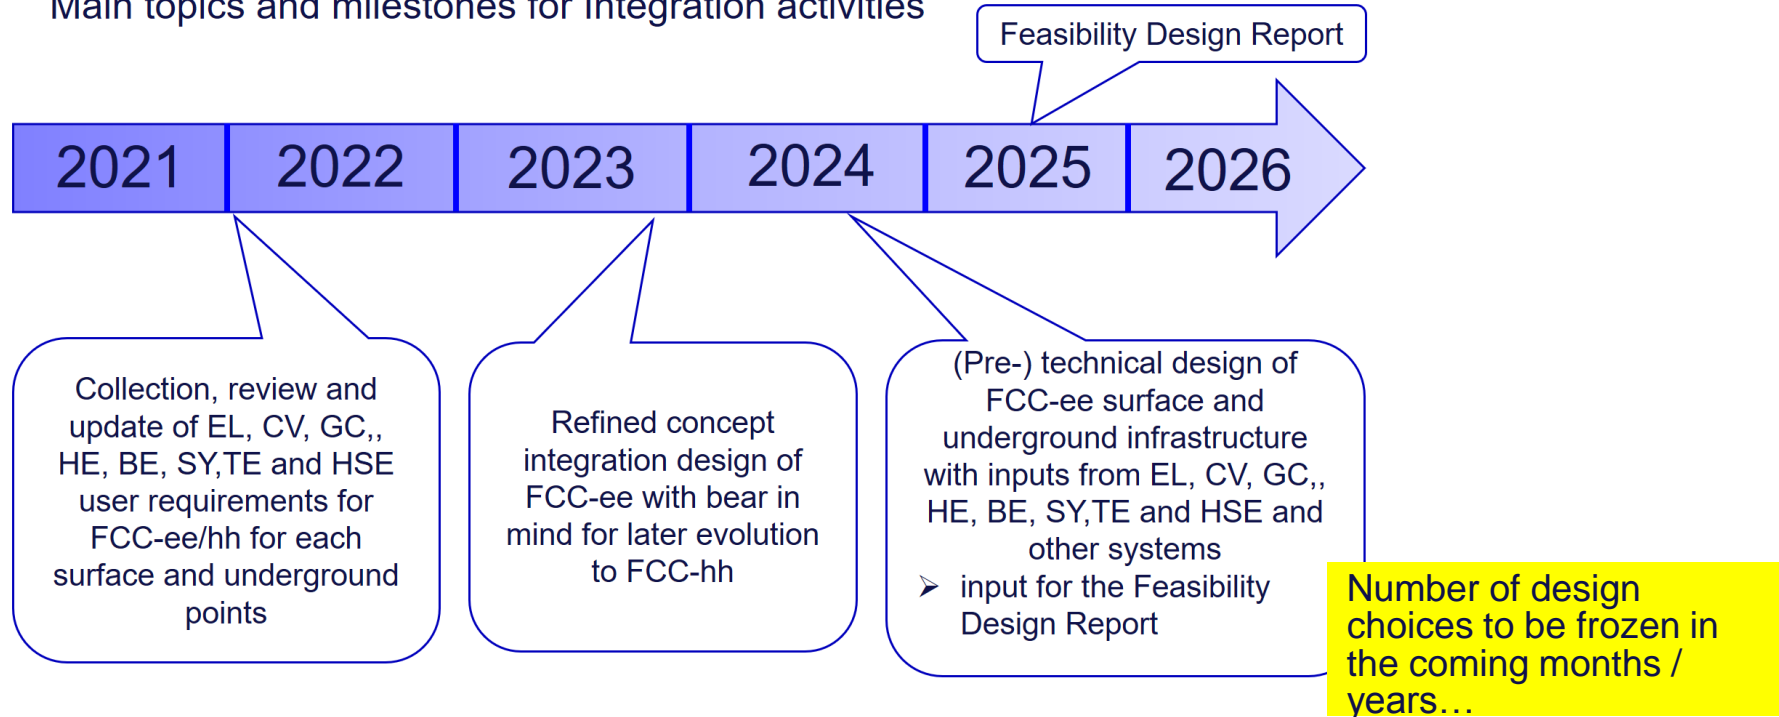 Main topics and milestones for Integration activities
Feasibility Design Report
2021 2022 2023 2024 2025 2026
Collection, review and
update of EL, CV, GC,,
HE, BE, SY,TE and HSE
user requirements for
FCC-ee/hh for each
surface and underground
points
Refined concept
integration design of
FCC-ee with bear in
mind for later evolution
to FCC-hh
(Pre-) technical design of
FCC-ee surface and
underground infrastructure
with inputs from EL, CV, GC,,
HE, BE, SY,TE and HSE and
other systems
➢ input for the Feasibility
Design Report
Number of design
choices to be frozen in
the coming months /
years…